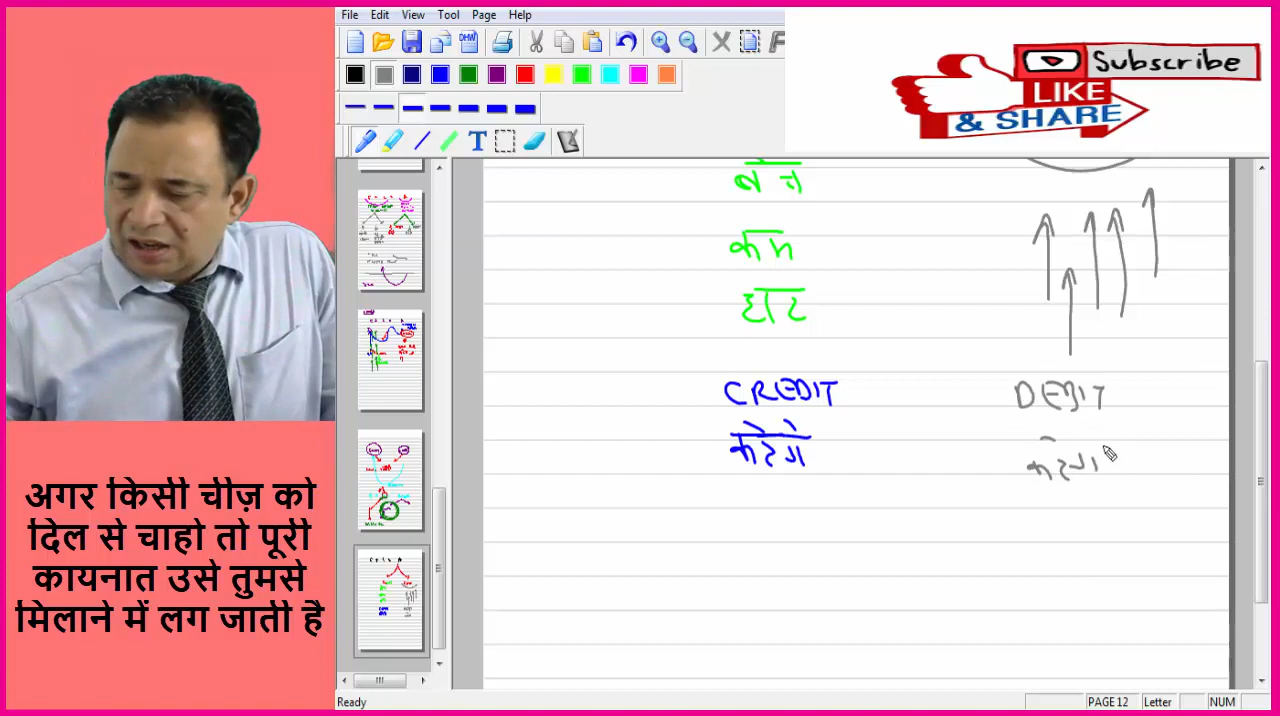 File Edit View Tool Page Help
DHW
T
Subscribe
LIKE
& SHARE
कम
CREDIT
DEBIT
करेंगे
अगर किसी चीज़ को
दिल से चाहो तो पूरी
कायनात उसे तुमसे
मिलाने में लग जाती है
Ready
PAGE 12 Letter NUM